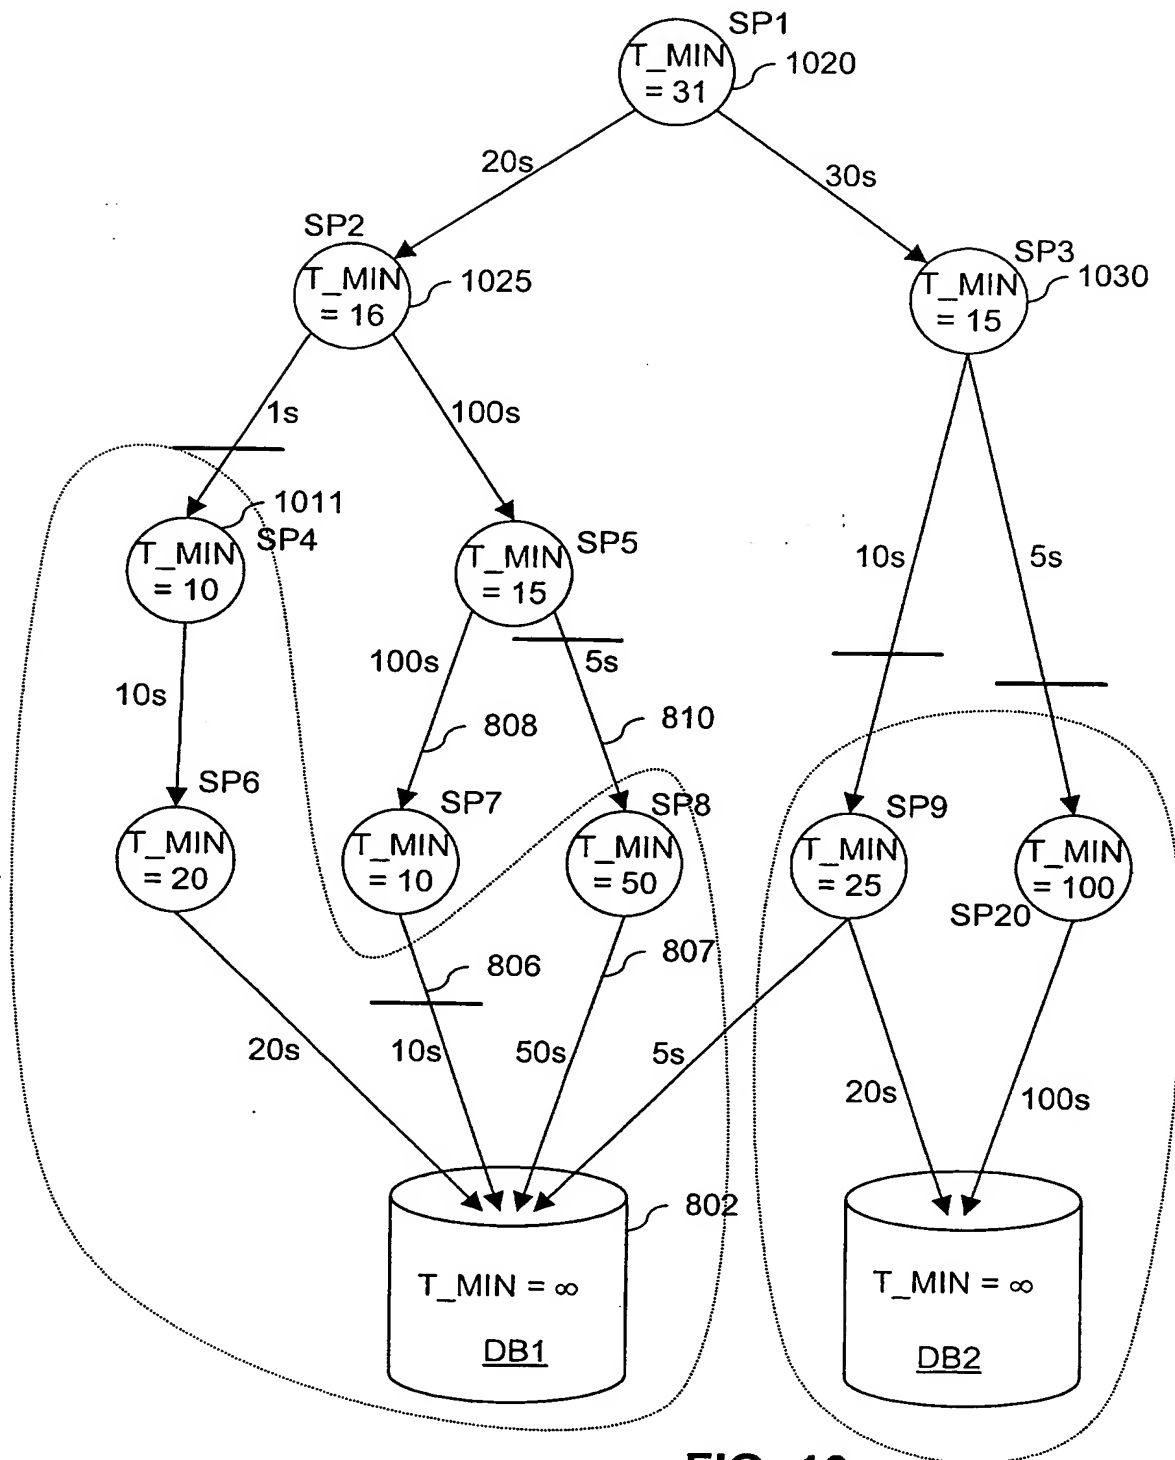 SP1
T_MIN
= 31
1020
20s
30s
SP2
T_MIN
= 16
1025
SP3
T_MIN
= 15
1030
1s
100s
1011
SP4
T_MIN
= 10
SP5
T_MIN
= 15
10s
5s
100s
5s
10s
808
810
SP6
T_MIN
= 20
SP7
T_MIN
= 10
SP8
T_MIN
= 50
SP9
T_MIN
= 25
T_MIN
= 100
SP20
806
807
20s
10s
50s
5s
20s
100s
802
T_MIN = ∞
DB1
T_MIN = ∞
DB2